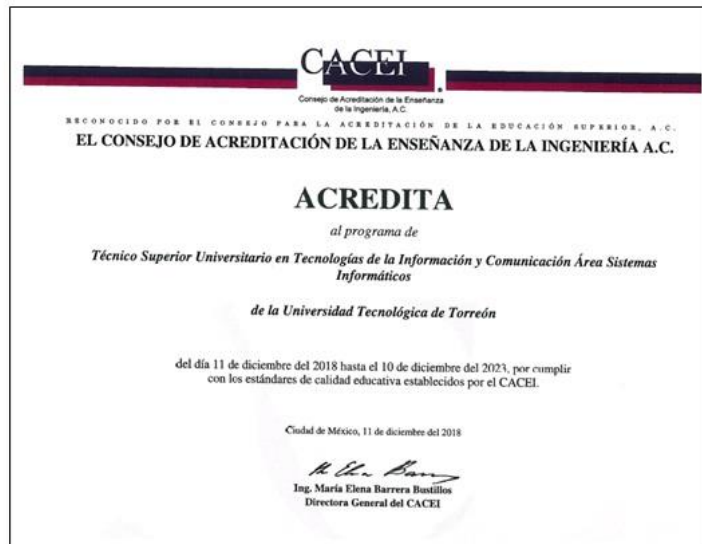 CACEI
®
Consejo de Acreditación de la Enseñanza
de la Ingeniería, A.C.
RECONOCIDO POR EL CONSEJO PARA LA ACREDITACIÓN DE LA EDUCACIÓN SUPERIOR, A.C.
EL CONSEJO DE ACREDITACIÓN DE LA ENSEÑANZA DE LA INGENIERÍA A.C.
ACREDITA
al programa de
Técnico Superior Universitario en Tecnologías de la Información y Comunicación Área Sistemas
Informáticos
de la Universidad Tecnológica de Torreón
del día 11 de diciembre del 2018 hasta el 10 de diciembre del 2023, por cumplir
con los estándares de calidad educativa establecidos por el CACEI.
Ciudad de México, 11 de diciembre del 2018
Ing. María Elena Barrera Bustillos
Directora General del CACEI